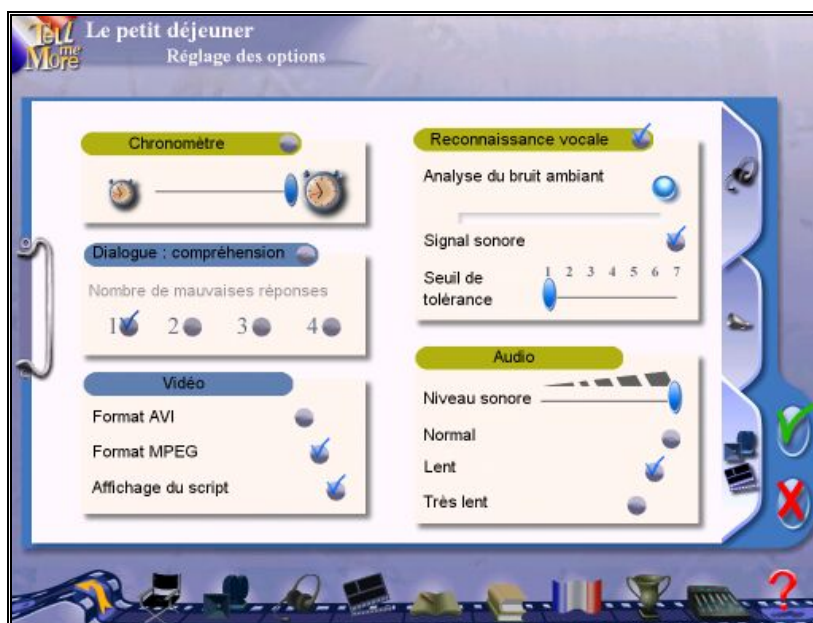 Tell me More
Le petit déjeuner
Réglage des options
Chronomètre
Dialogue : compréhension
Nombre de mauvaises réponses
1 2 3 4
Vidéo
Format AVI
Format MPEG
Affichage du script
Reconnaissance vocale
Analyse du bruit ambiant
Signal sonore
Seuil de tolérance
1 2 3 4 5 6 7
Audio
Niveau sonore
Normal
Lent
Très lent
?